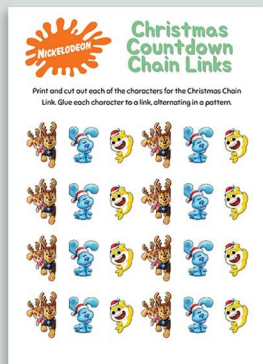 NICKELODEON
Christmas
Countdown
Chain Links
Print and cut out each of the characters for the Christmas Chain
Link. Glue each character to a link, alternating in a pattern.